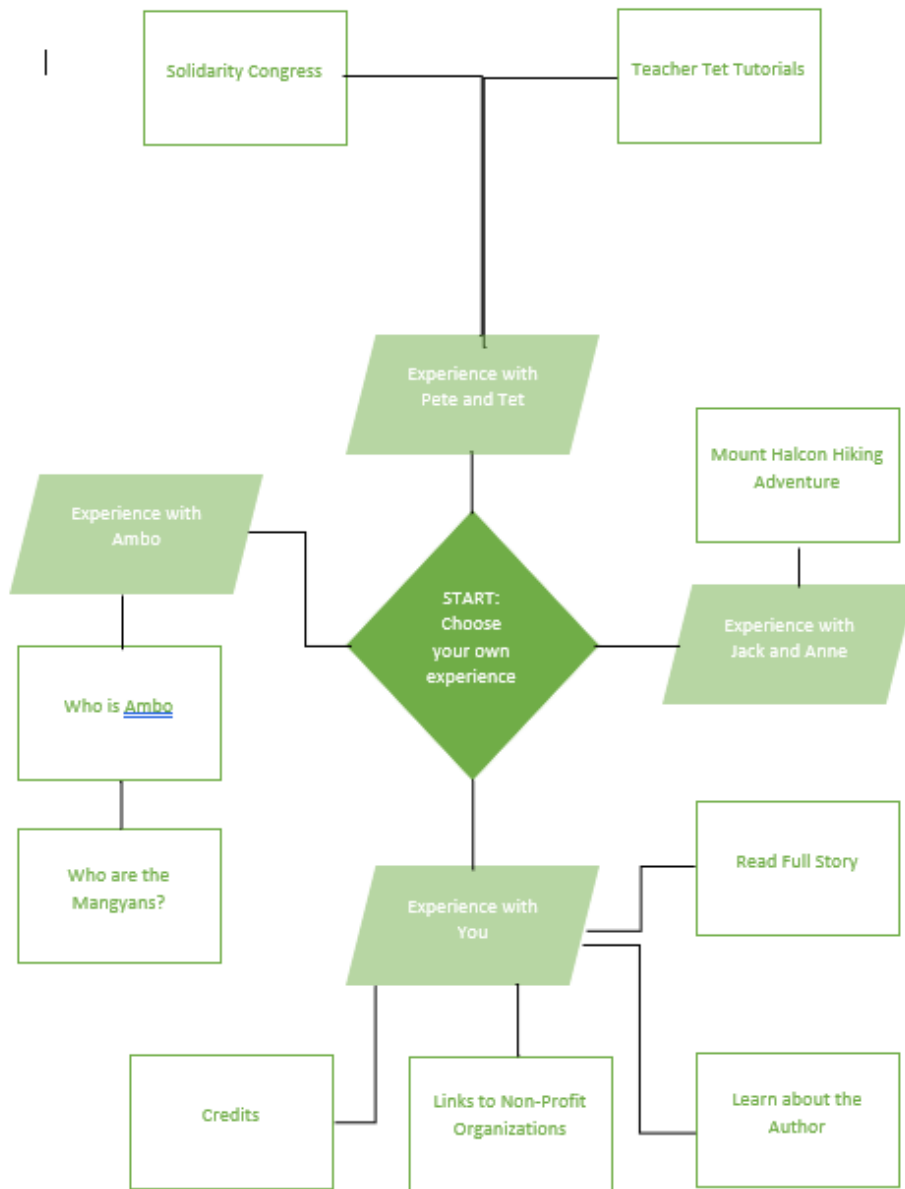 Solidarity Congress
Teacher Tet Tutorials
Experience with
Pete and Tet
Mount Halcon Hiking
Adventure
Experience with
Ambo
START:
Choose
your own
experience
Experience with
Jack and Anne
Who is Ambo
Who are the
Mangyans?
Read Full Story
Experience with
You
Credits
Links to Non-Profit
Organizations
Learn about the
Author